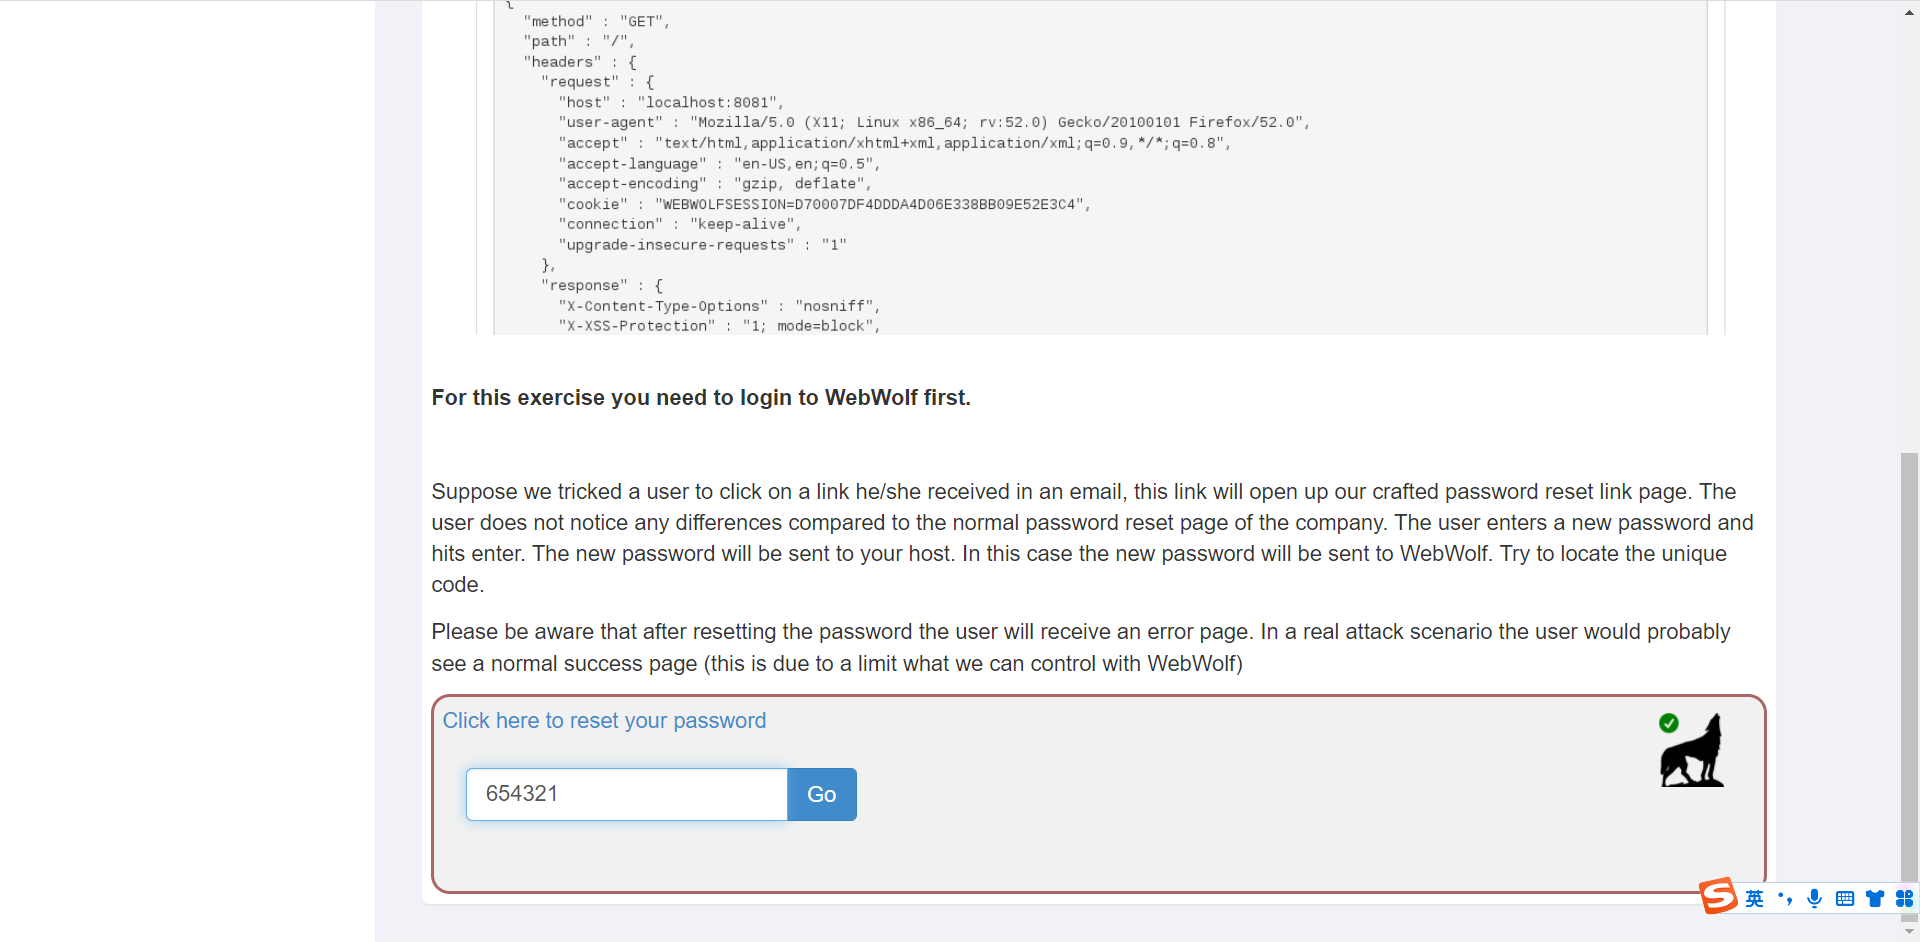 {
"method" : "GET",
"path" : "/",
"headers" : {
"request" : {
"host" : "localhost:8081",
"user-agent" : "Mozilla/5.0 (X11; Linux x86_64; rv:52.0) Gecko/20100101 Firefox/52.0",
"accept" : "text/html,application/xhtml+xml,application/xml;q=0.9,*/*;q=0.8",
"accept-language" : "en-US,en;q=0.5",
"accept-encoding" : "gzip, deflate",
"cookie" : "WEBWOLFSESSION=D70007DF4DDDA4D06E338BB09E52E3C4",
"connection" : "keep-alive",
"upgrade-insecure-requests" : "1"
},
"response" : {
"X-Content-Type-Options" : "nosniff",
"X-XSS-Protection" : "1; mode=block",
For this exercise you need to login to WebWolf first.
Suppose we tricked a user to click on a link he/she received in an email, this link will open up our crafted password reset link page. The
user does not notice any differences compared to the normal password reset page of the company. The user enters a new password and
hits enter. The new password will be sent to your host. In this case the new password will be sent to WebWolf. Try to locate the unique
code.
Please be aware that after resetting the password the user will receive an error page. In a real attack scenario the user would probably
see a normal success page (this is due to a limit what we can control with WebWolf)
Click here to reset your password
654321 Go
英